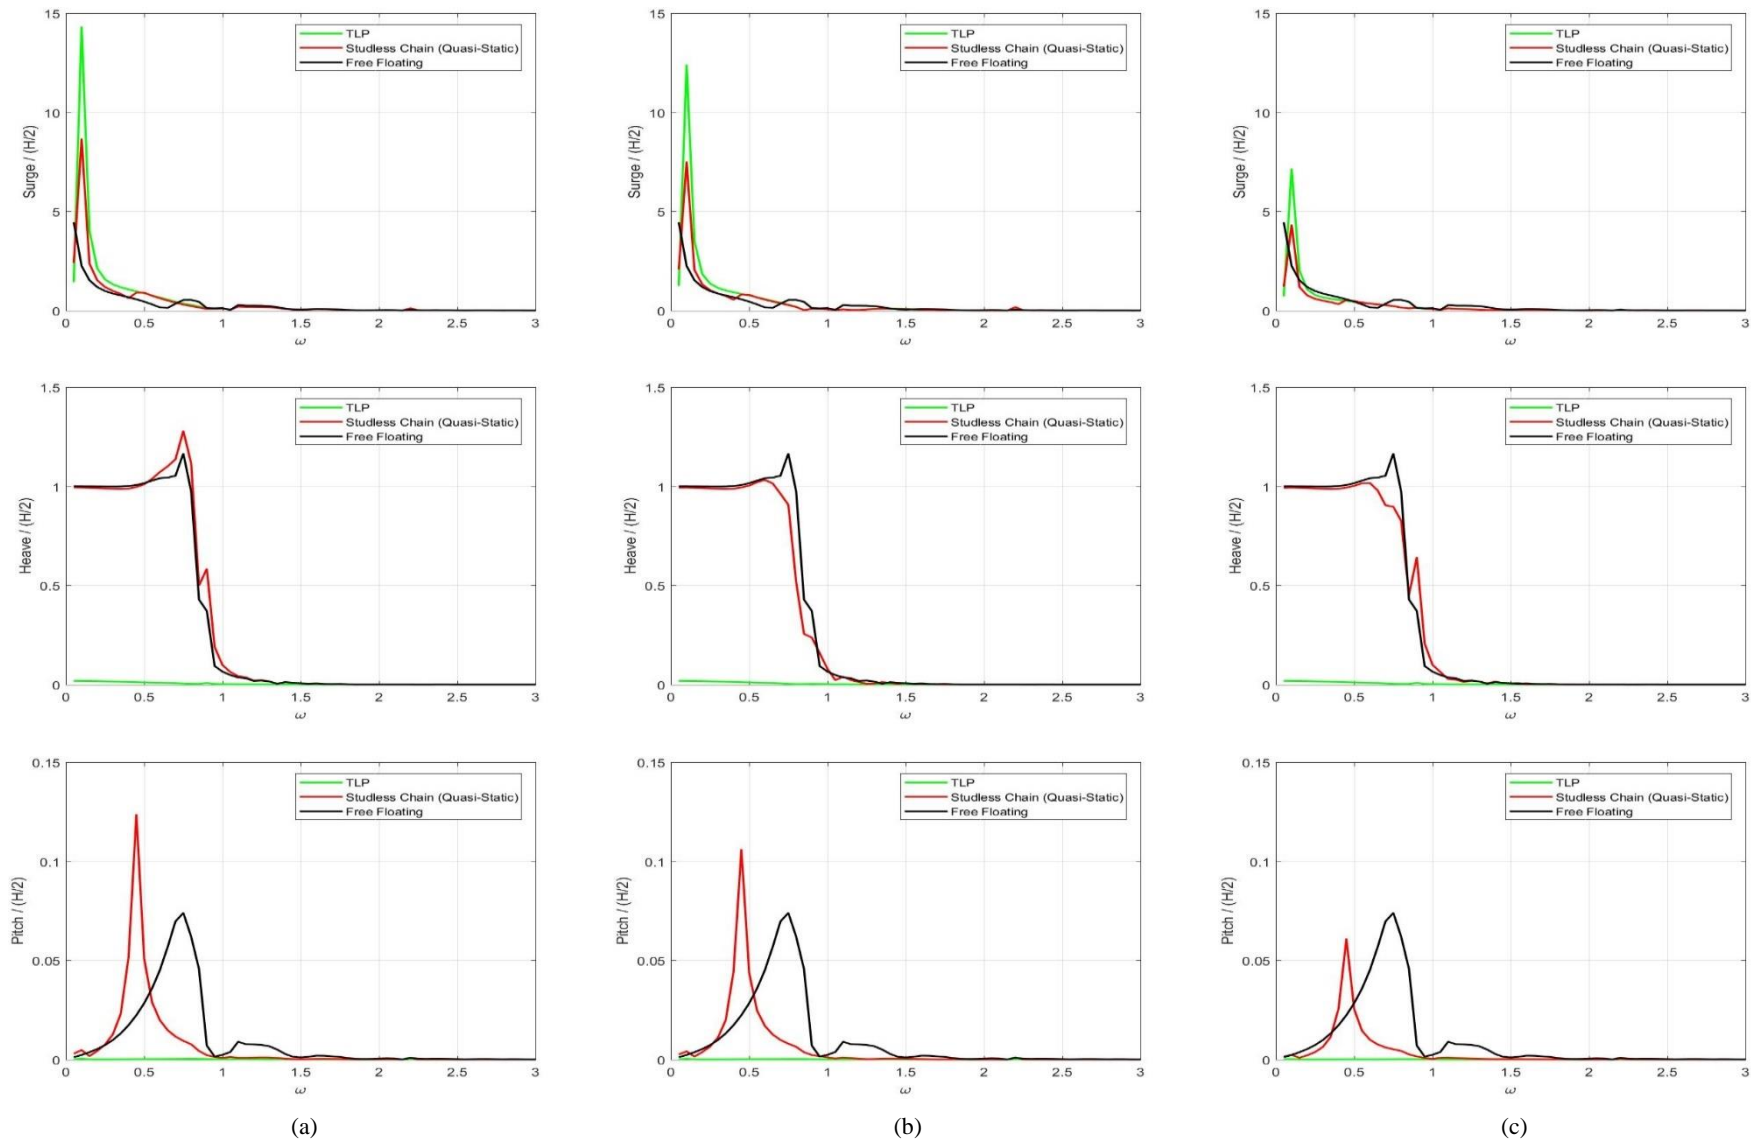 15
10
5
0
Surge / (H/2)
TLP
Studless Chain (Quasi-Static)
Free Floating
0 0.5 1 1.5 2 2.5 3
ω
15
10
5
0
Surge / (H/2)
TLP
Studless Chain (Quasi-Static)
Free Floating
0 0.5 1 1.5 2 2.5 3
ω
15
10
5
0
Surge / (H/2)
TLP
Studless Chain (Quasi-Static)
Free Floating
0 0.5 1 1.5 2 2.5 3
ω
1.5
1
0.5
0
Heave / (H/2)
TLP
Studless Chain (Quasi-Static)
Free Floating
0 0.5 1 1.5 2 2.5 3
ω
1.5
1
0.5
0
Heave / (H/2)
TLP
Studless Chain (Quasi-Static)
Free Floating
0 0.5 1 1.5 2 2.5 3
ω
1.5
1
0.5
0
Heave / (H/2)
TLP
Studless Chain (Quasi-Static)
Free Floating
0 0.5 1 1.5 2 2.5 3
ω
0.15
0.1
0.05
0
Pitch / (H/2)
TLP
Studless Chain (Quasi-Static)
Free Floating
0 0.5 1 1.5 2 2.5 3
ω
0.15
0.1
0.05
0
Pitch / (H/2)
TLP
Studless Chain (Quasi-Static)
Free Floating
0 0.5 1 1.5 2 2.5 3
ω
0.15
0.1
0.05
0
Pitch / (H/2)
TLP
Studless Chain (Quasi-Static)
Free Floating
0 0.5 1 1.5 2 2.5 3
ω
(a) (b) (c)